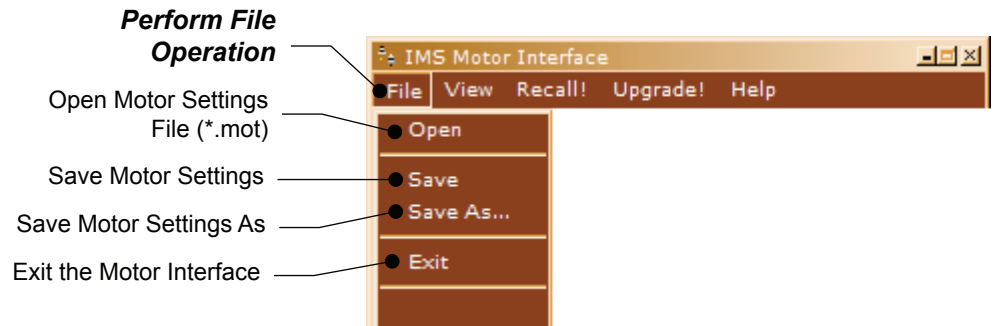 Perform File
Operation
Open Motor Settings
File (*.mot)
Save Motor Settings
Save Motor Settings As
Exit the Motor Interface
IMS Motor Interface
File View Recall! Upgrade! Help
Open
Save
Save As...
Exit